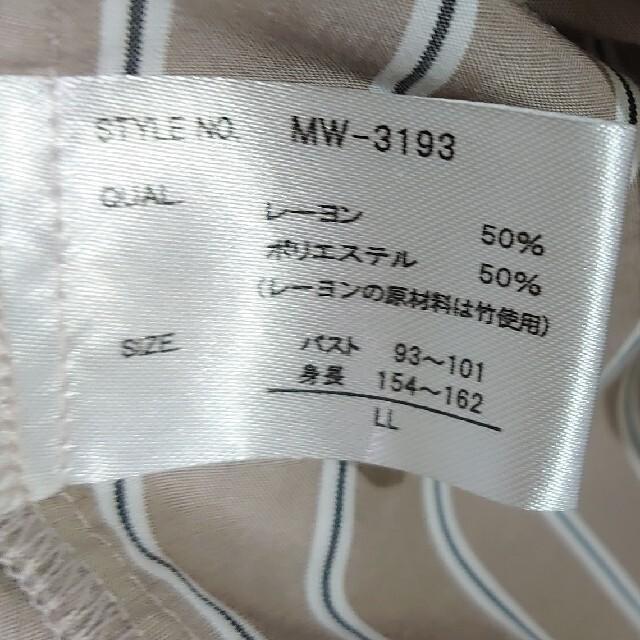 STYLE NO. MW-3193
QUAL レーヨン 50%
ポリエステル 50%
(レーヨンの原材料は竹使用)
SIZE バスト 93～101
身長 154～162
LL